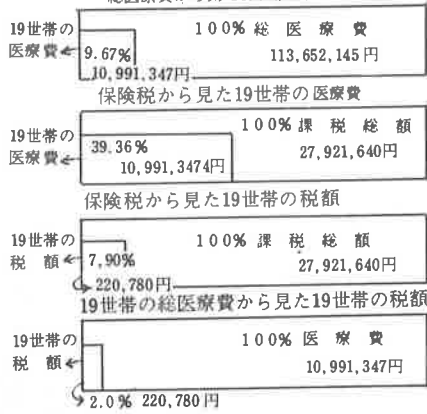 19世帯の
医療費
100% 総医療費
9.67%
113,652,145円
10,991,347円
保険税から見た19世帯の医療費
19世帯の
医療費
100% 課税総額
39.36%
27,921,640円
10,991,3474円
保険税から見た19世帯の税額
19世帯の
税額
100% 課税総額
7,90%
27,921,640円
220,780円
19世帯の総医療費から見た19世帯の税額
19世帯の
税額
100% 医療費
10,991,347円
2.0% 220,780円